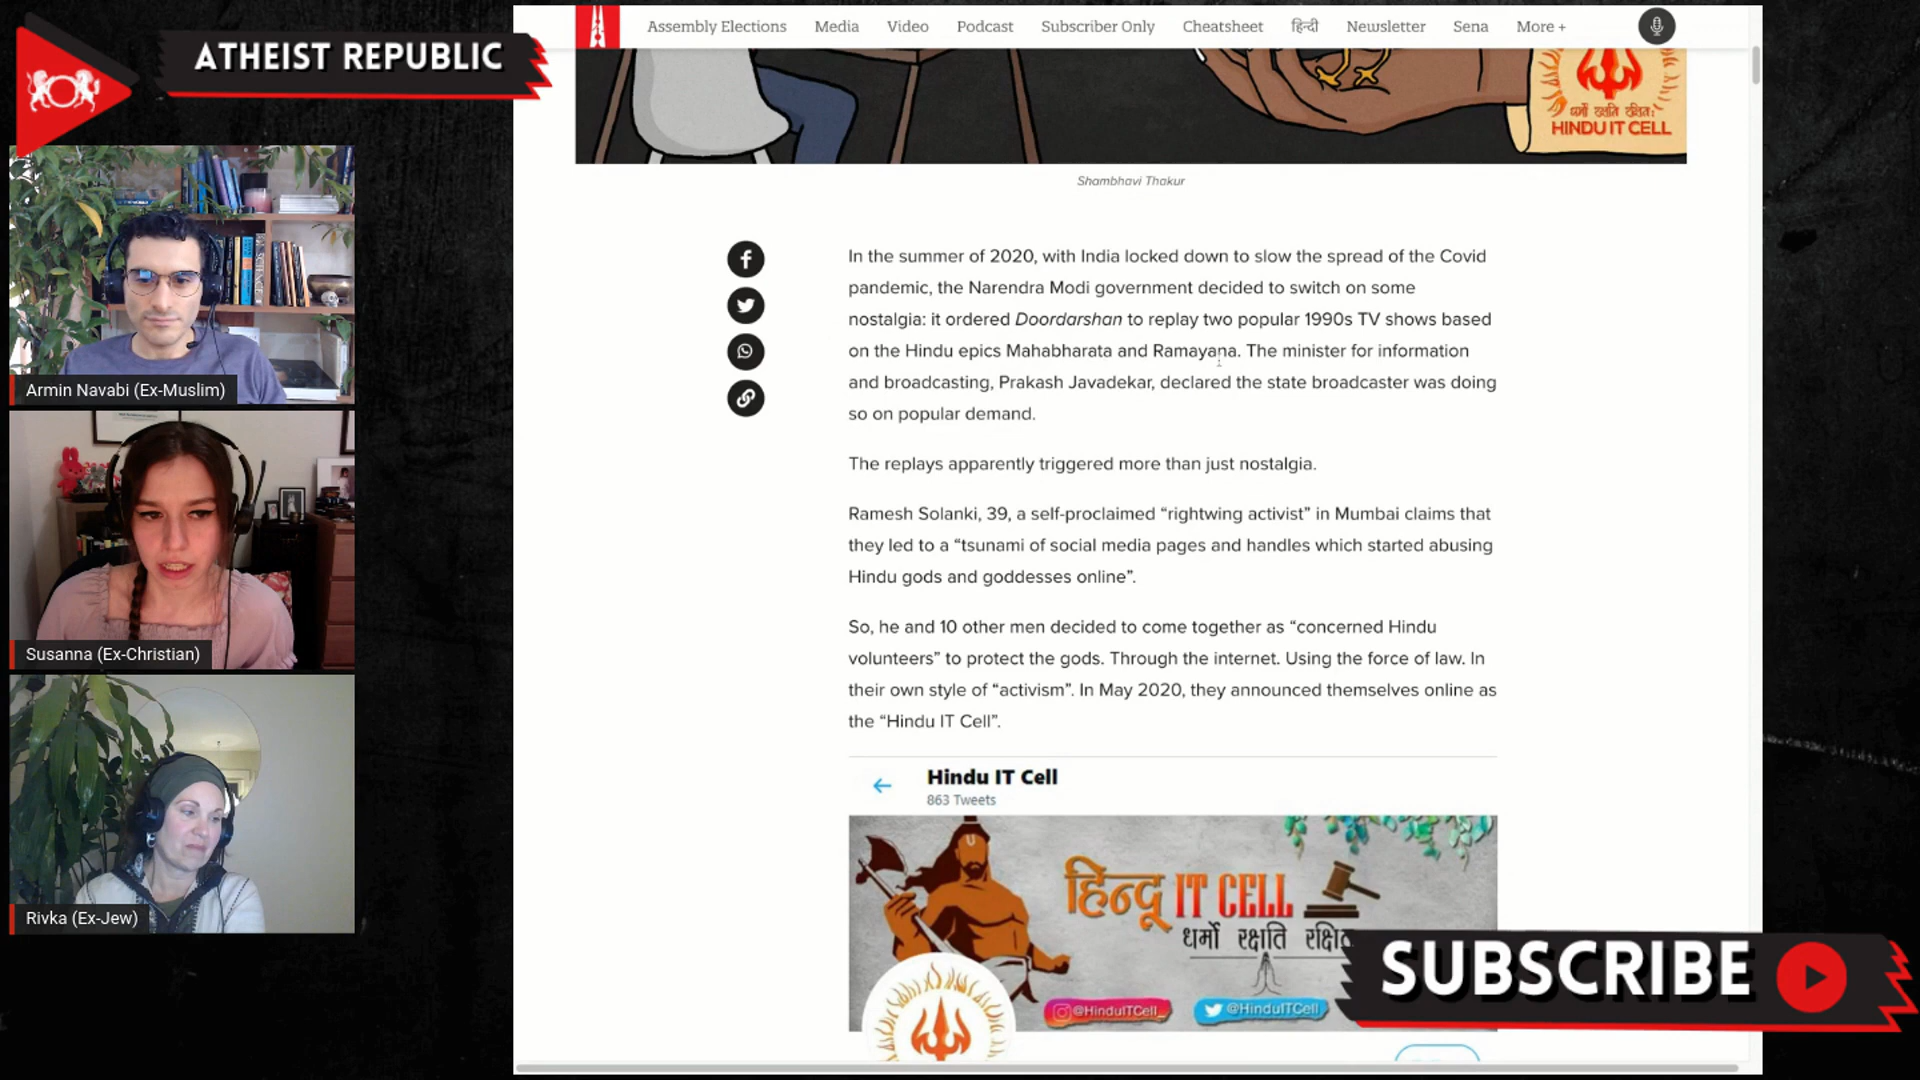 ATHEIST REPUBLIC
Armin Navabi (Ex-Muslim)
Susanna (Ex-Christian)
Rivka (Ex-Jew)
Assembly Elections Media Video Podcast Subscriber Only Cheatsheet हिन्दी Newsletter Sena More +
धर्मो रक्षति रक्षितः
HINDU IT CELL
Shambhavi Thakur
In the summer of 2020, with India locked down to slow the spread of the Covid
pandemic, the Narendra Modi government decided to switch on some
nostalgia: it ordered Doordarshan to replay two popular 1990s TV shows based
on the Hindu epics Mahabharata and Ramayana. The minister for information
and broadcasting, Prakash Javadekar, declared the state broadcaster was doing
so on popular demand.
The replays apparently triggered more than just nostalgia.
Ramesh Solanki, 39, a self-proclaimed “rightwing activist” in Mumbai claims that
they led to a “tsunami of social media pages and handles which started abusing
Hindu gods and goddesses online”.
So, he and 10 other men decided to come together as “concerned Hindu
volunteers” to protect the gods. Through the internet. Using the force of law. In
their own style of “activism”. In May 2020, they announced themselves online as
the “Hindu IT Cell”.
Hindu IT Cell
863 Tweets
हिन्दू IT CELL
धर्मो रक्षति
@HinduITCell_ @HinduITCell
SUBSCRIBE